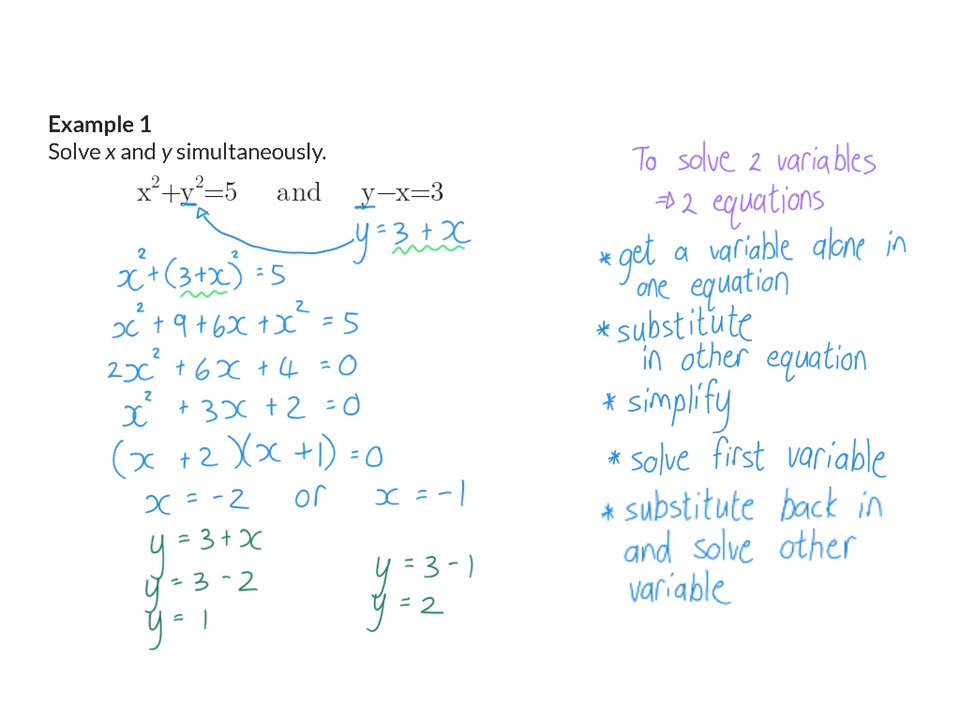 Example 1
Solve x and y simultaneously.
x²+y²=5 and y−x=3
y = 3 + x
x² + (3+x)² = 5
x² + 9 + 6x + x² = 5
2x² + 6x + 4 = 0
x² + 3x + 2 = 0
(x + 2)(x + 1) = 0
x = -2 or x = -1
y = 3 + x
y = 3 - 2
y = 1
y = 3 - 1
y = 2
To solve 2 variables
⇒ 2 equations
* get a variable alone in
one equation
* substitute
in other equation
* simplify
* solve first variable
* substitute back in
and solve other
variable